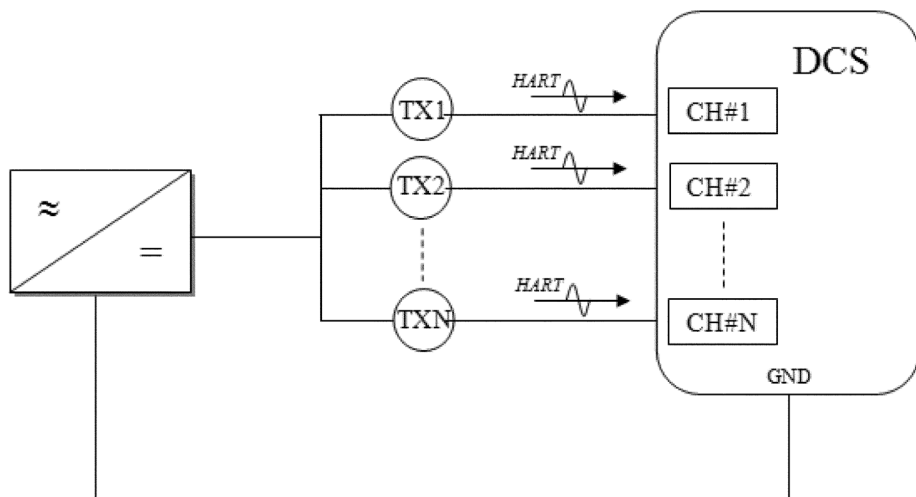 DCS
HART
TX1
CH#1
HART
TX2
CH#2
≈
=
HART
TXN
CH#N
GND